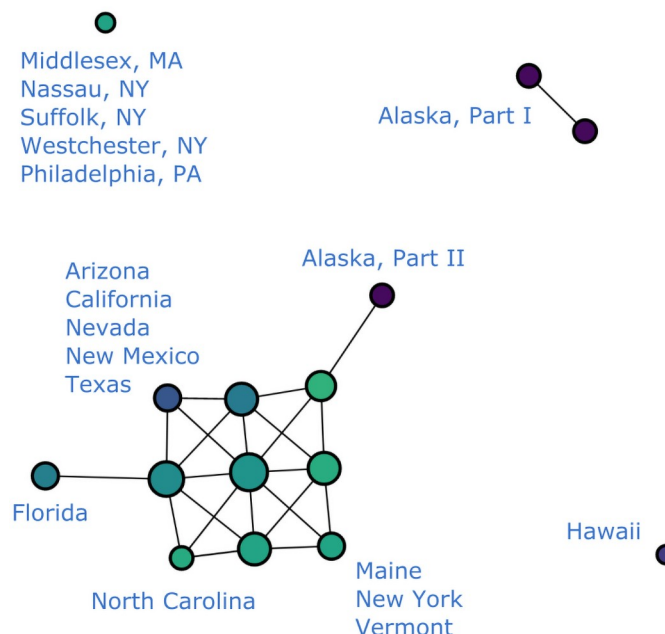 Middlesex, MA
Nassau, NY
Suffolk, NY
Westchester, NY
Philadelphia, PA
Alaska, Part I
Alaska, Part II
Arizona
California
Nevada
New Mexico
Texas
Florida
Hawaii
North Carolina
Maine
New York
Vermont